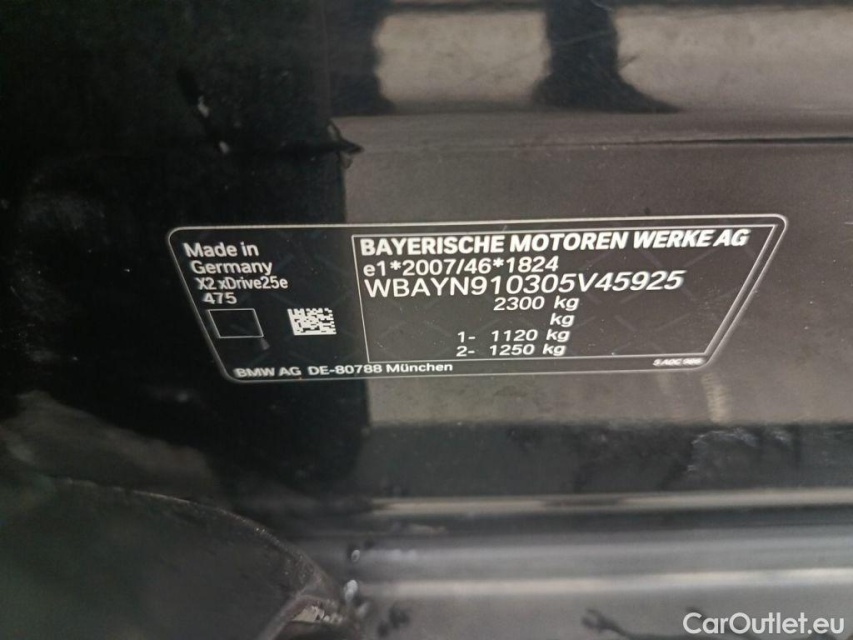 Made in
Germany
X2 xDrive25e
475
BAYERISCHE MOTOREN WERKE AG
e1*2007/46*1824
WBAYN910305V45925
2300 kg
kg
1- 1120 kg
2- 1250 kg
BMW AG DE-80788 München
CarOutlet.eu